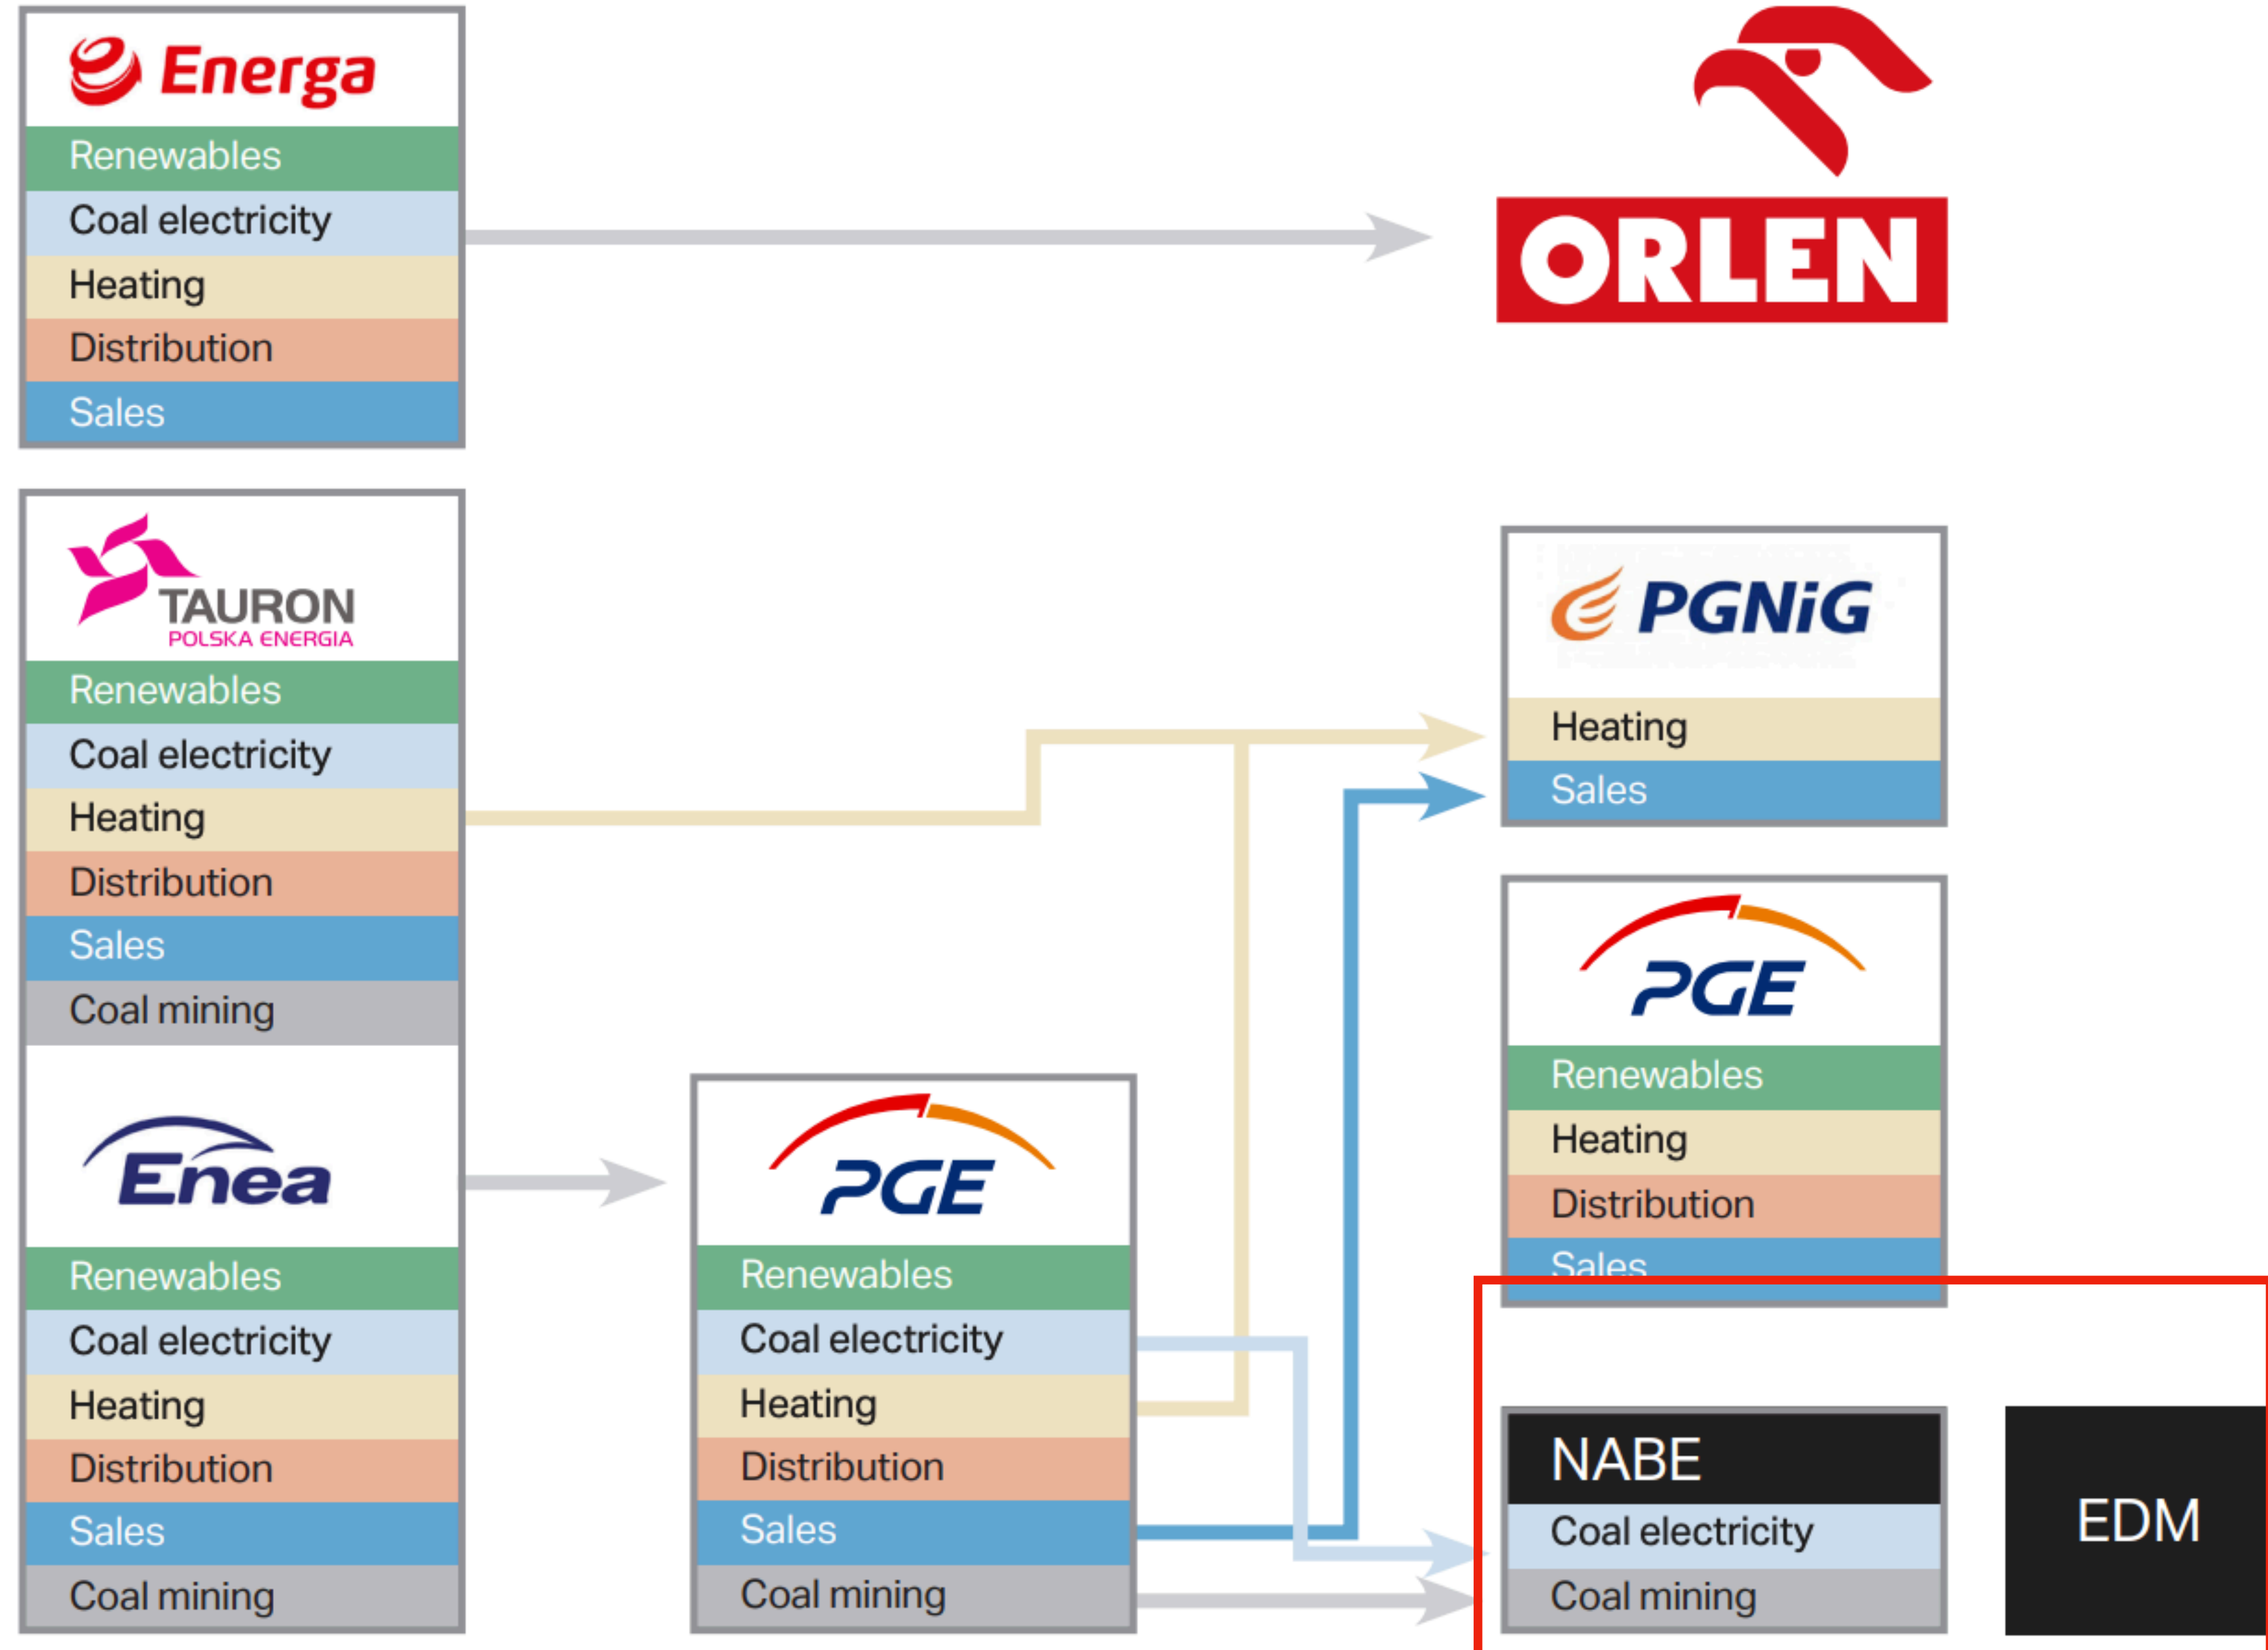 Energa
Renewables
Coal electricity
Heating
Distribution
Sales
ORLEN
TAURON
POLSKA ENERGIA
Renewables
Coal electricity
Heating
Distribution
Sales
Coal mining
Enea
Renewables
Coal electricity
Heating
Distribution
Sales
Coal mining
PGE
Renewables
Coal electricity
Heating
Distribution
Sales
Coal mining
PGNiG
Heating
Sales
PGE
Renewables
Heating
Distribution
Sales
NABE
Coal electricity
Coal mining
EDM